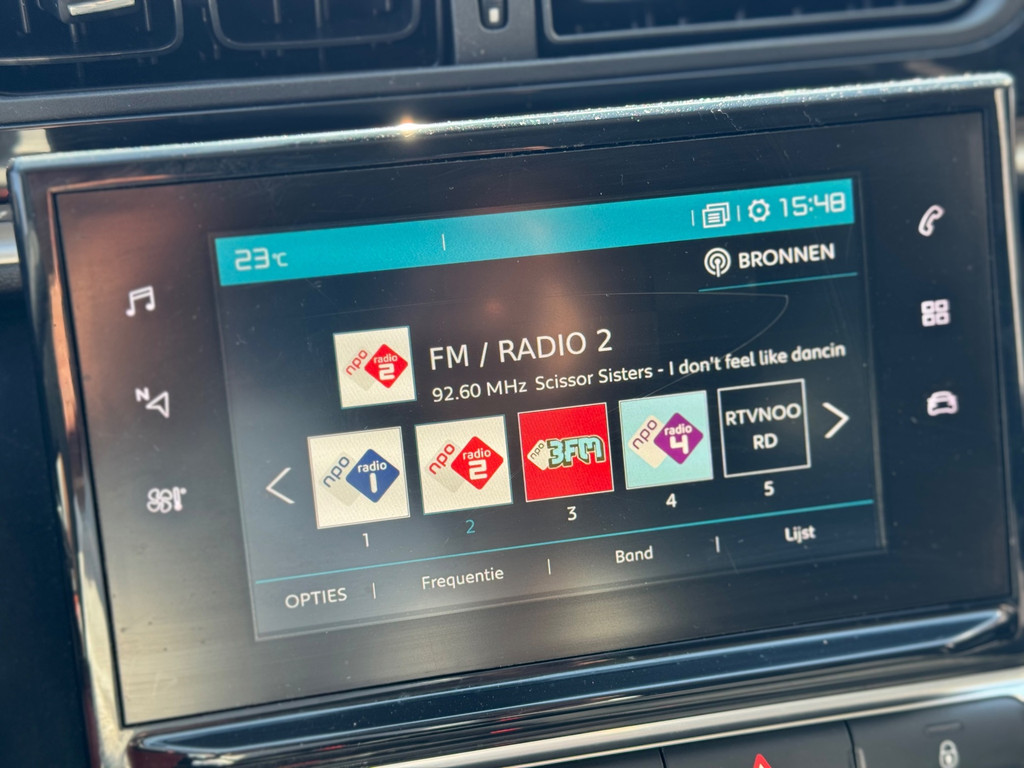 23°C
15:48
BRONNEN
npo radio 2
FM / RADIO 2
92.60 MHz Scissor Sisters - I don't feel like dancin
npo radio 1
npo radio 2
npo 3FM
npo radio 4
RTVNOO
RD
1
2
3
4
5
OPTIES
Frequentie
Band
Lijst
N